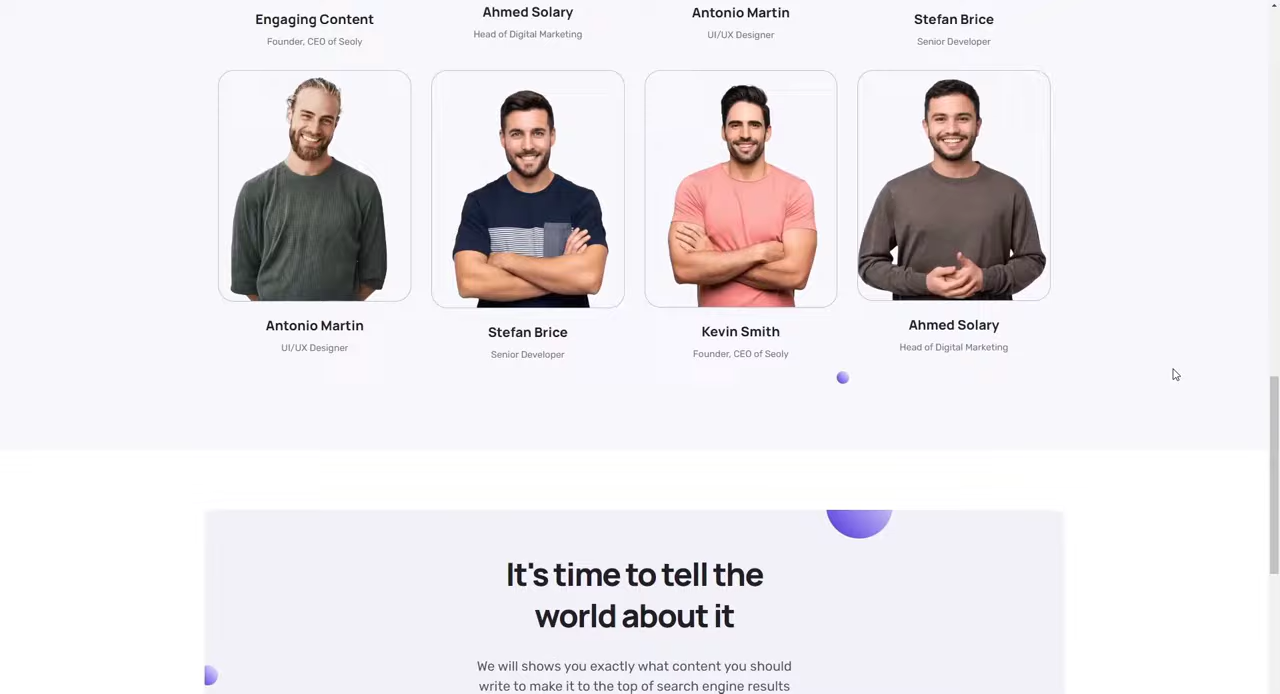 Engaging Content
Founder, CEO of Seoly
Ahmed Solary
Head of Digital Marketing
Antonio Martin
UI/UX Designer
Stefan Brice
Senior Developer
Antonio Martin
UI/UX Designer
Stefan Brice
Senior Developer
Kevin Smith
Founder, CEO of Seoly
Ahmed Solary
Head of Digital Marketing
It's time to tell the
world about it
We will shows you exactly what content you should
write to make it to the top of search engine results